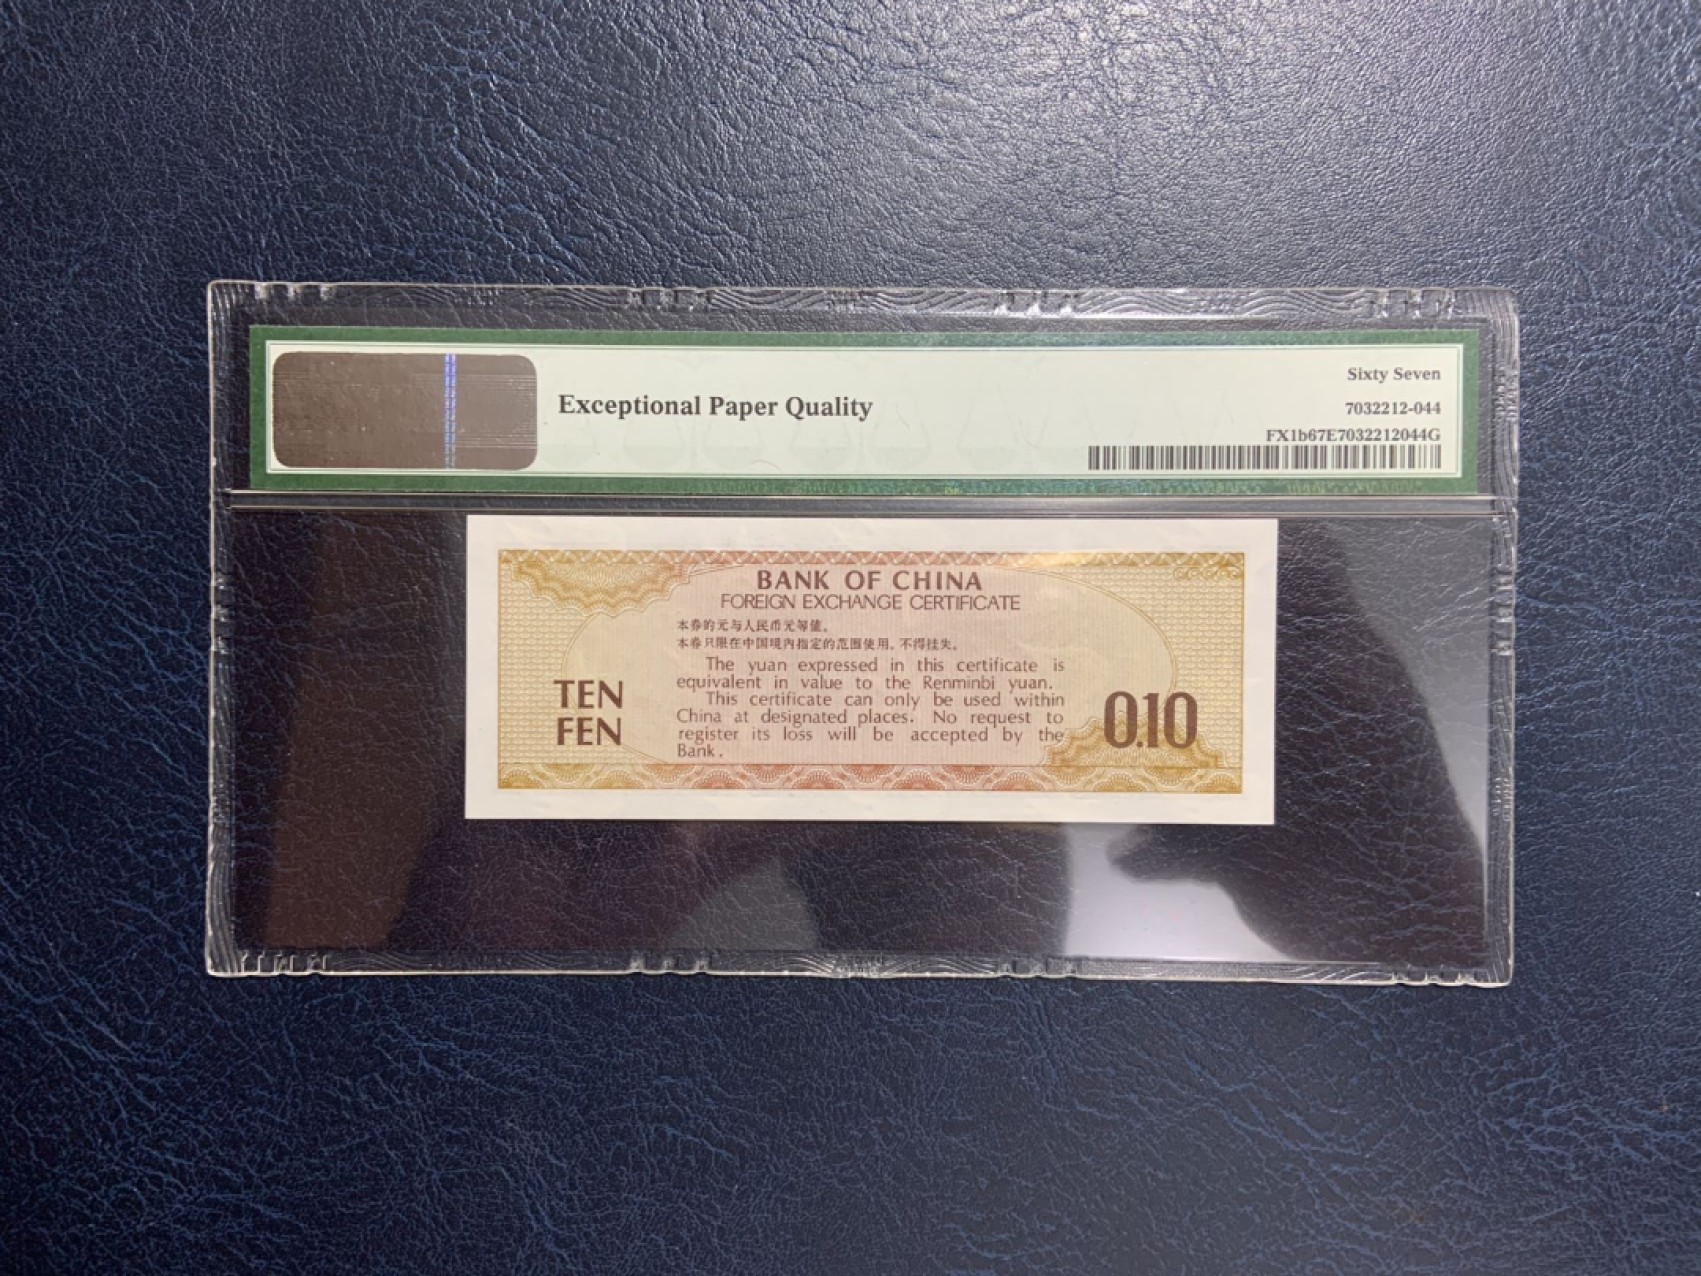 Exceptional Paper Quality
Sixty Seven
7032212-044
FX1b67E7032212044G
BANK OF CHINA
FOREIGN EXCHANGE CERTIFICATE
本券的元与人民币元等值。
本券只限在中国境内指定的范围使用，不得挂失。
The yuan expressed in this certificate is
equivalent in value to the Renminbi yuan.
This certificate can only be used within
China at designated places. No request to
register its loss will be accepted by the
Bank.
TEN
FEN
0.10